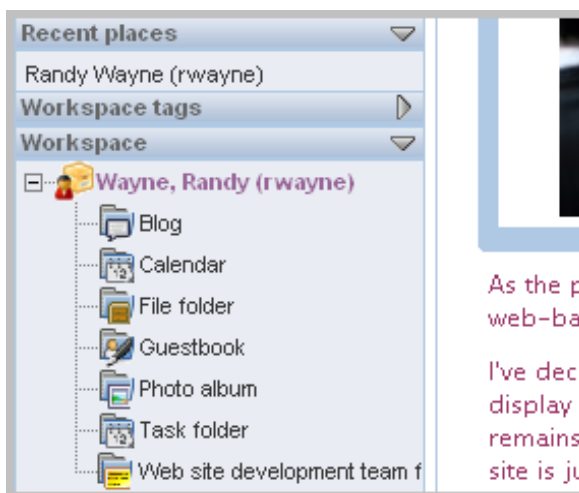 Recent places
Randy Wayne (rwayne)
Workspace tags
Workspace
Wayne, Randy (rwayne)
Blog
Calendar
File folder
Guestbook
Photo album
Task folder
Web site development team f
As the p
web-ba
I've dec
display
remains
site is ju